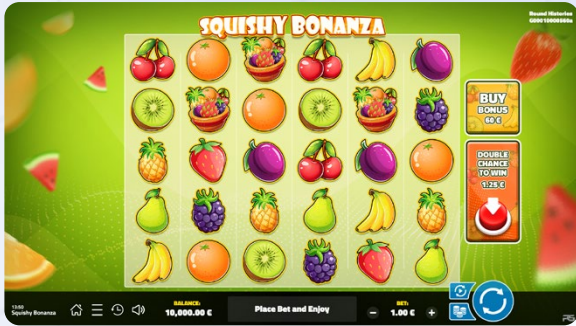 SQUISHY BONANZA
Round Histories
BUY
BONUS
60 €
DOUBLE
CHANCE
TO WIN
1.25 €
13:50
Squishy Bonanza
BALANCE:
10,000.00 €
Place Bet and Enjoy
BET:
1.00 €